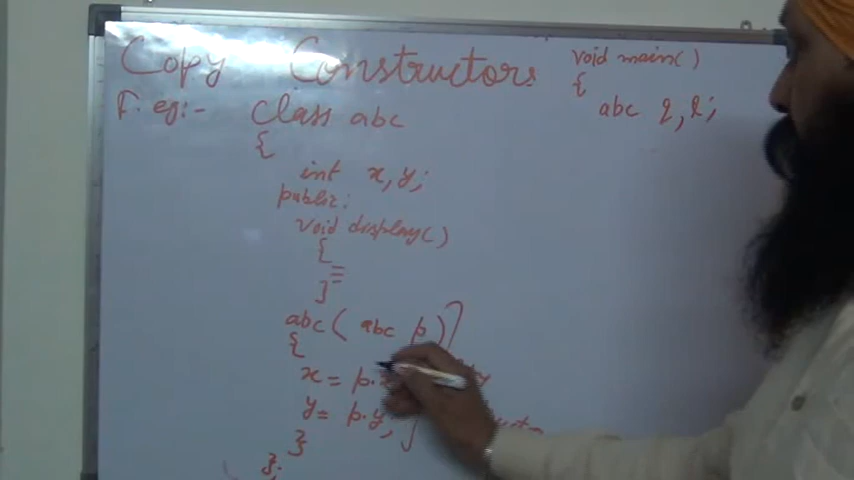 Copy Constructors
F. eg:- class abc
{
int x, y;
public:
void display()
{
=
}
abc( abc p)
{
x = p.x
y = p.y;
}
};
void main()
{
abc q, r;